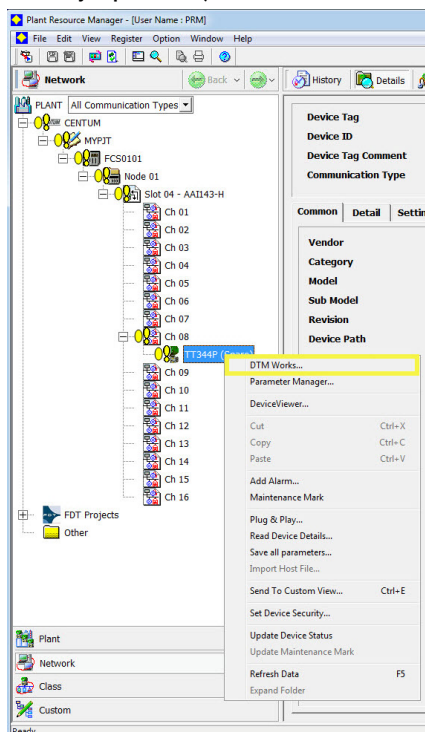 Plant Resource Manager - [User Name : PRM]
File Edit View Register Option Window Help
Network Back History Details
PLANT All Communication Types
CENTUM
MYPJT
FCS0101
Node 01
Slot 04 - AAI143-H
Ch 01
Ch 02
Ch 03
Ch 04
Ch 05
Ch 06
Ch 07
Ch 08
TT344P
Ch 09
Ch 10
Ch 11
Ch 12
Ch 13
Ch 14
Ch 15
Ch 16
FDT Projects
Other
Plant
Network
Class
Custom
Ready
Device Tag
Device ID
Device Tag Comment
Communication Type
Common Detail Settin
Vendor
Category
Model
Sub Model
Revision
Device Path
DTM Works...
Parameter Manager...
DeviceViewer...
Cut Ctrl+X
Copy Ctrl+C
Paste Ctrl+V
Add Alarm...
Maintenance Mark
Plug & Play...
Read Device Details...
Save all parameters...
Import Host File...
Send To Custom View... Ctrl+E
Set Device Security...
Update Device Status
Update Maintenance Mark
Refresh Data F5
Expand Folder